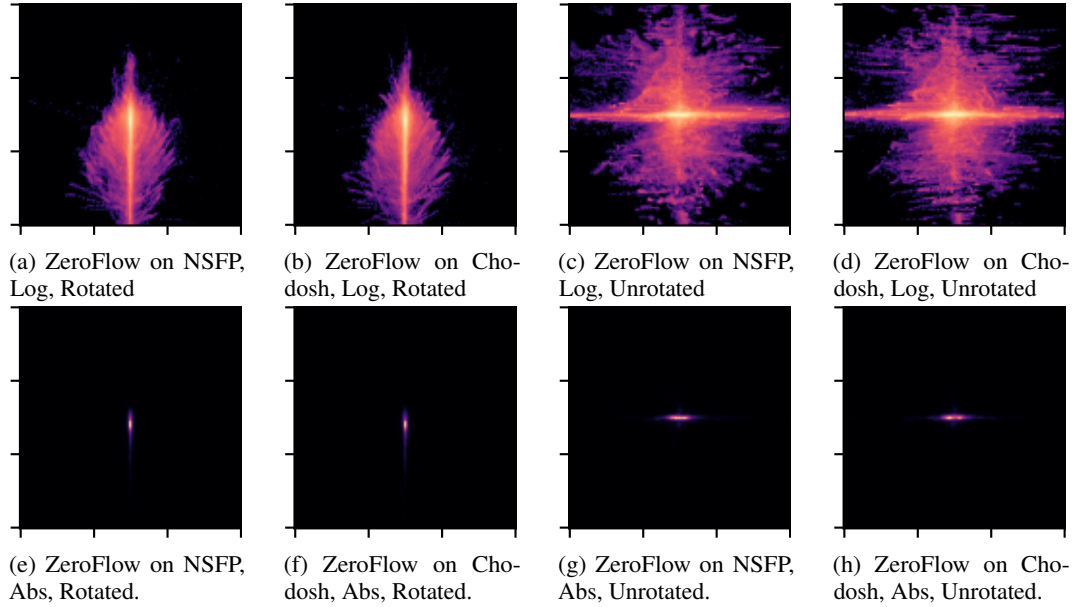 (a) ZeroFlow on NSFP,
Log, Rotated
(b) ZeroFlow on Cho-
dosh, Log, Rotated
(c) ZeroFlow on NSFP,
Log, Unrotated
(d) ZeroFlow on Cho-
dosh, Log, Unrotated
(e) ZeroFlow on NSFP,
Abs, Rotated.
(f) ZeroFlow on Cho-
dosh, Abs, Rotated.
(g) ZeroFlow on NSFP,
Abs, Unrotated.
(h) ZeroFlow on Cho-
dosh, Abs, Unrotated.